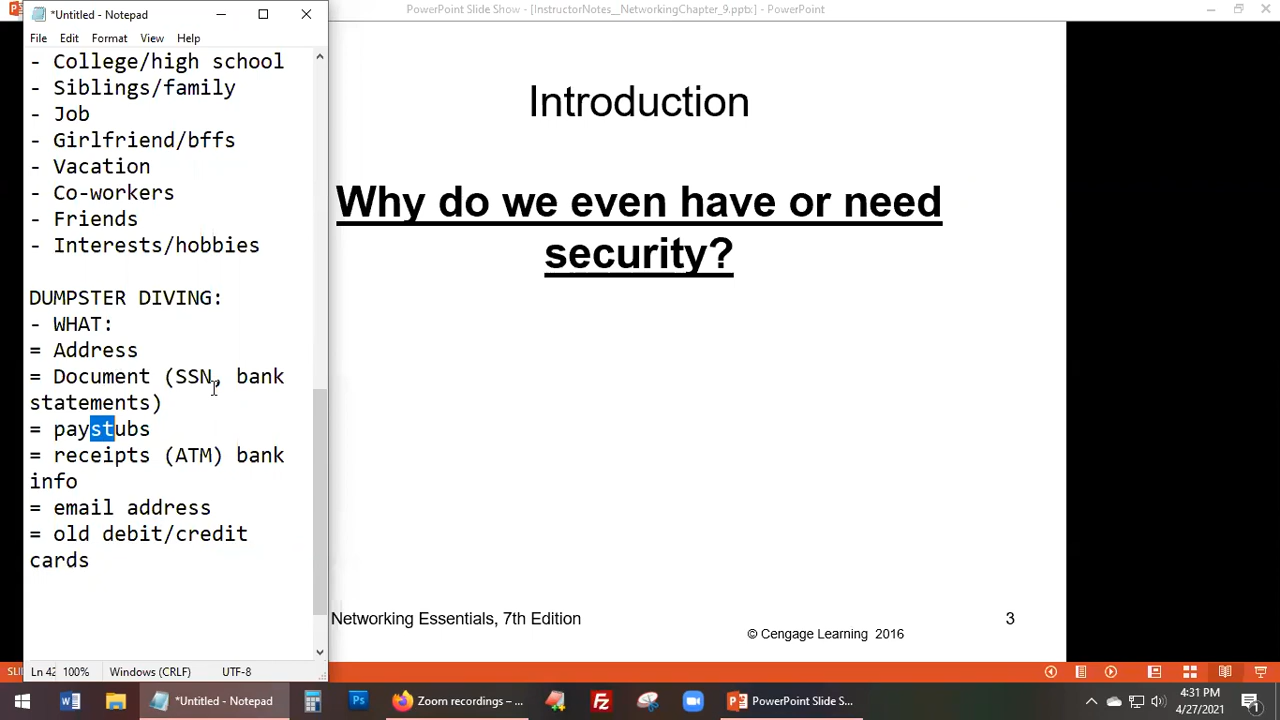 *Untitled - Notepad
PowerPoint Slide Show - [InstructorNotes__NetworkingChapter_9.pptx:] - PowerPoint
File Edit Format View Help
- College/high school
- Siblings/family
- Job
- Girlfriend/bffs
- Vacation
- Co-workers
- Friends
- Interests/hobbies
DUMPSTER DIVING:
- WHAT:
= Address
= Document (SSN, bank
statements)
= paystubs
= receipts (ATM) bank
info
= email address
= old debit/credit
cards
Ln 42 100% Windows (CRLF) UTF-8
Introduction
Why do we even have or need
security?
Networking Essentials, 7th Edition
© Cengage Learning 2016
3
*Untitled - Notepad
Zoom recordings – ...
PowerPoint Slide S...
4:31 PM
4/27/2021